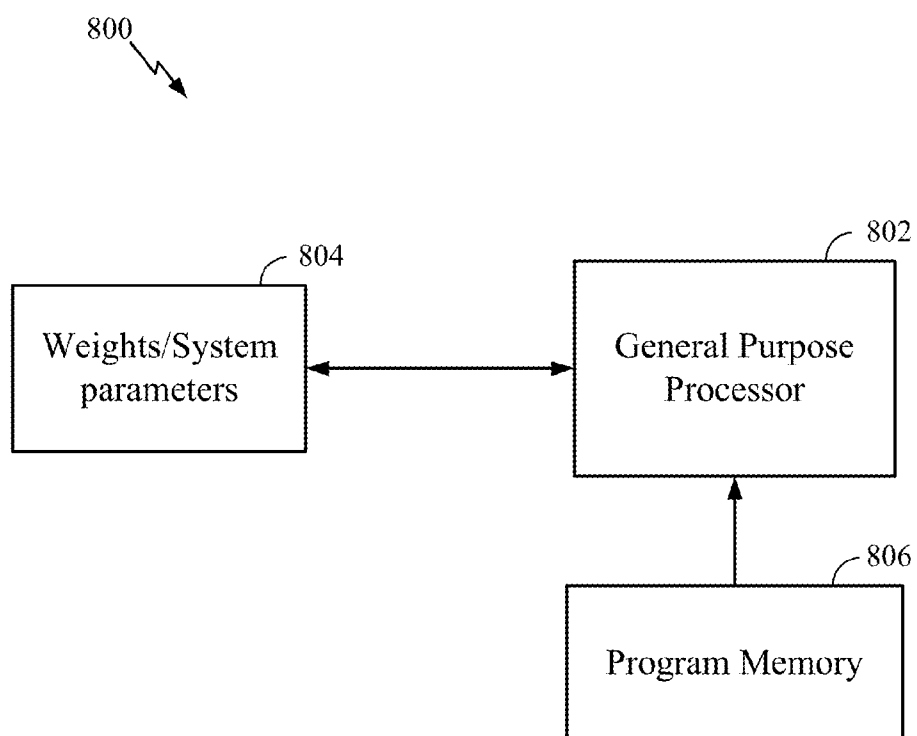 800
802
804
Weights/System
parameters
General Purpose
Processor
806
Program Memory